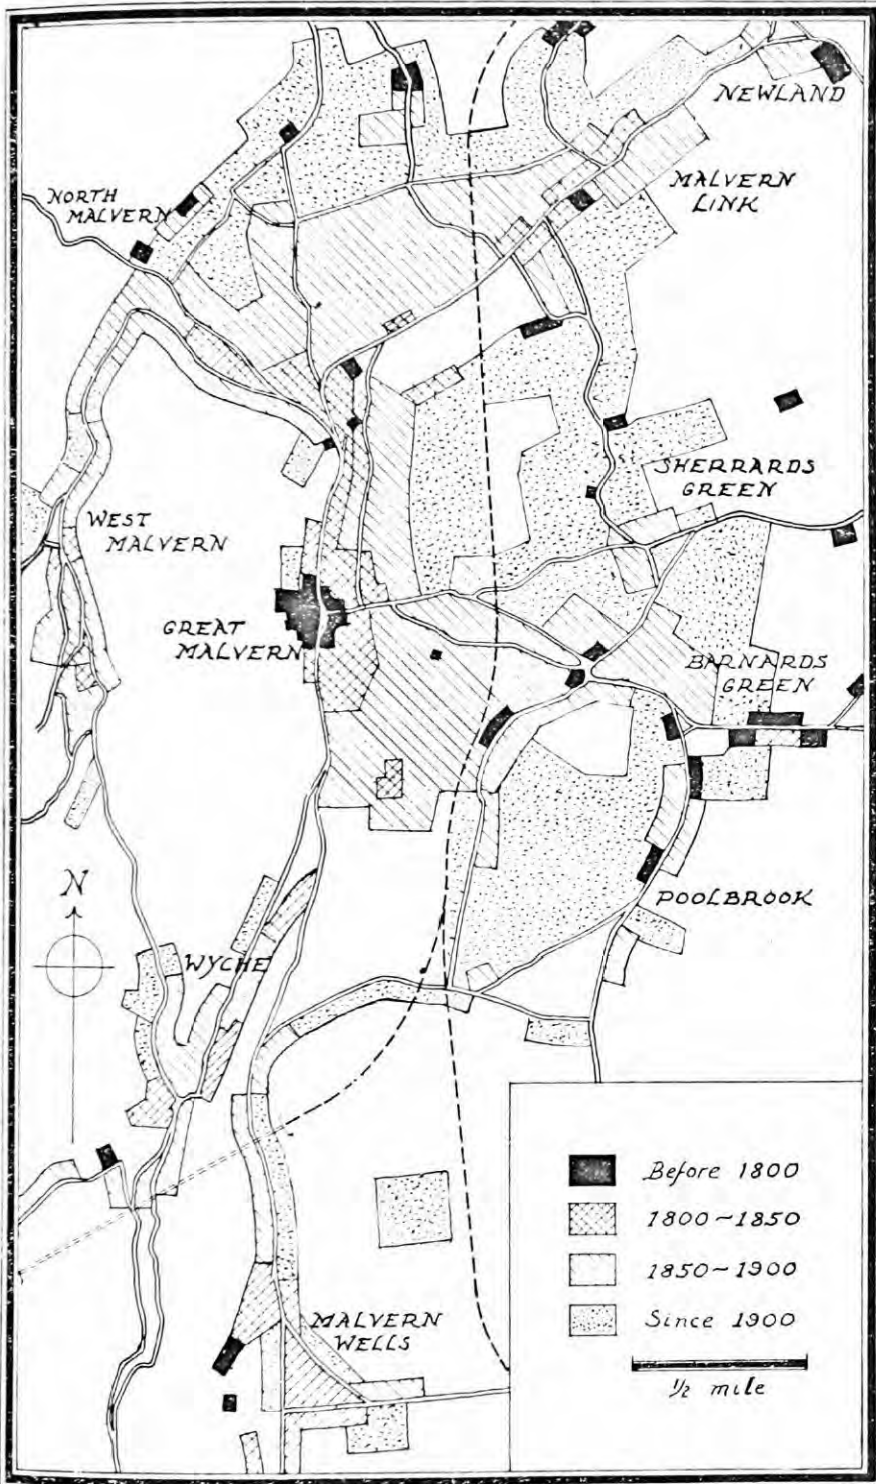 NEWLAND
MALVERN
LINK
NORTH
MALVERN
SHERRARDS
GREEN
WEST
MALVERN
GREAT
MALVERN
BARNARDS
GREEN
N
POOLBROOK
WYCHE
MALVERN
WELLS
Before 1800
1800~1850
1850~1900
Since 1900
½ mile